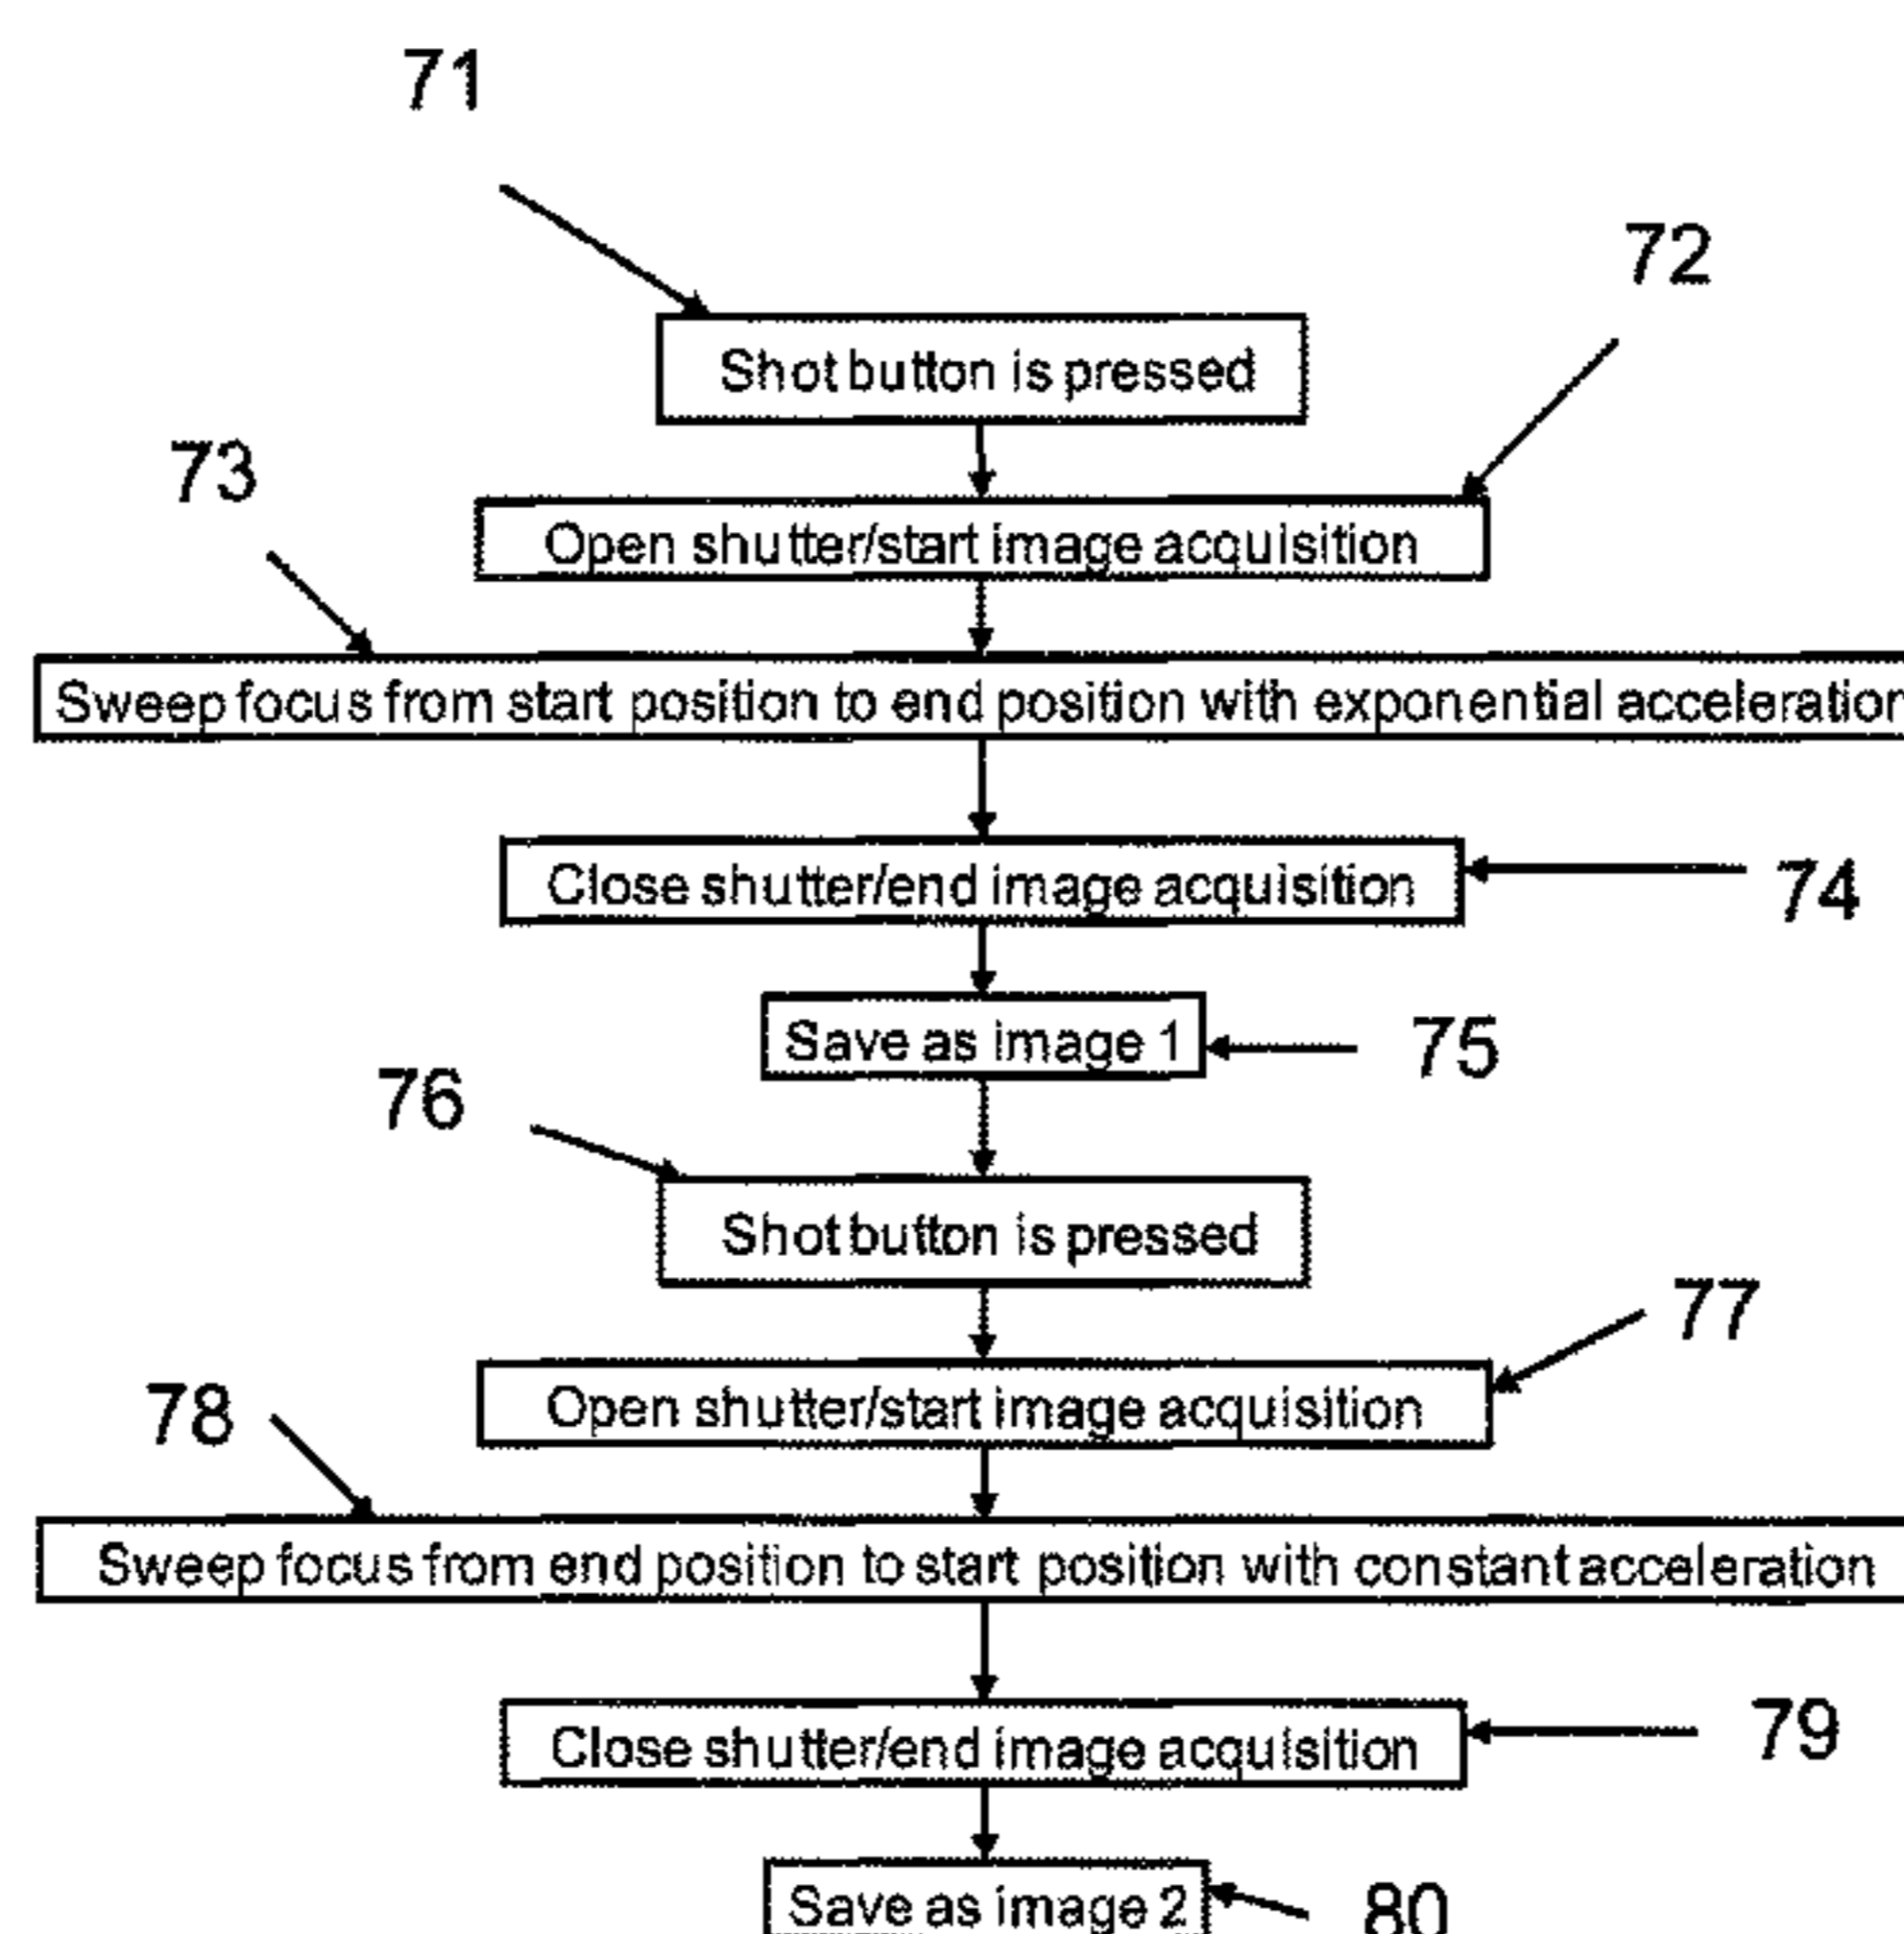 71
72
Shot button is pressed
73
Open shutter/start image acquisition
Sweep focus from start position to end position with exponential acceleration
Close shutter/end image acquisition
74
Save as image 1
75
76
Shot button is pressed
77
Open shutter/start image acquisition
78
Sweep focus from end position to start position with constant acceleration
Close shutter/end image acquisition
79
Save as image 2
80